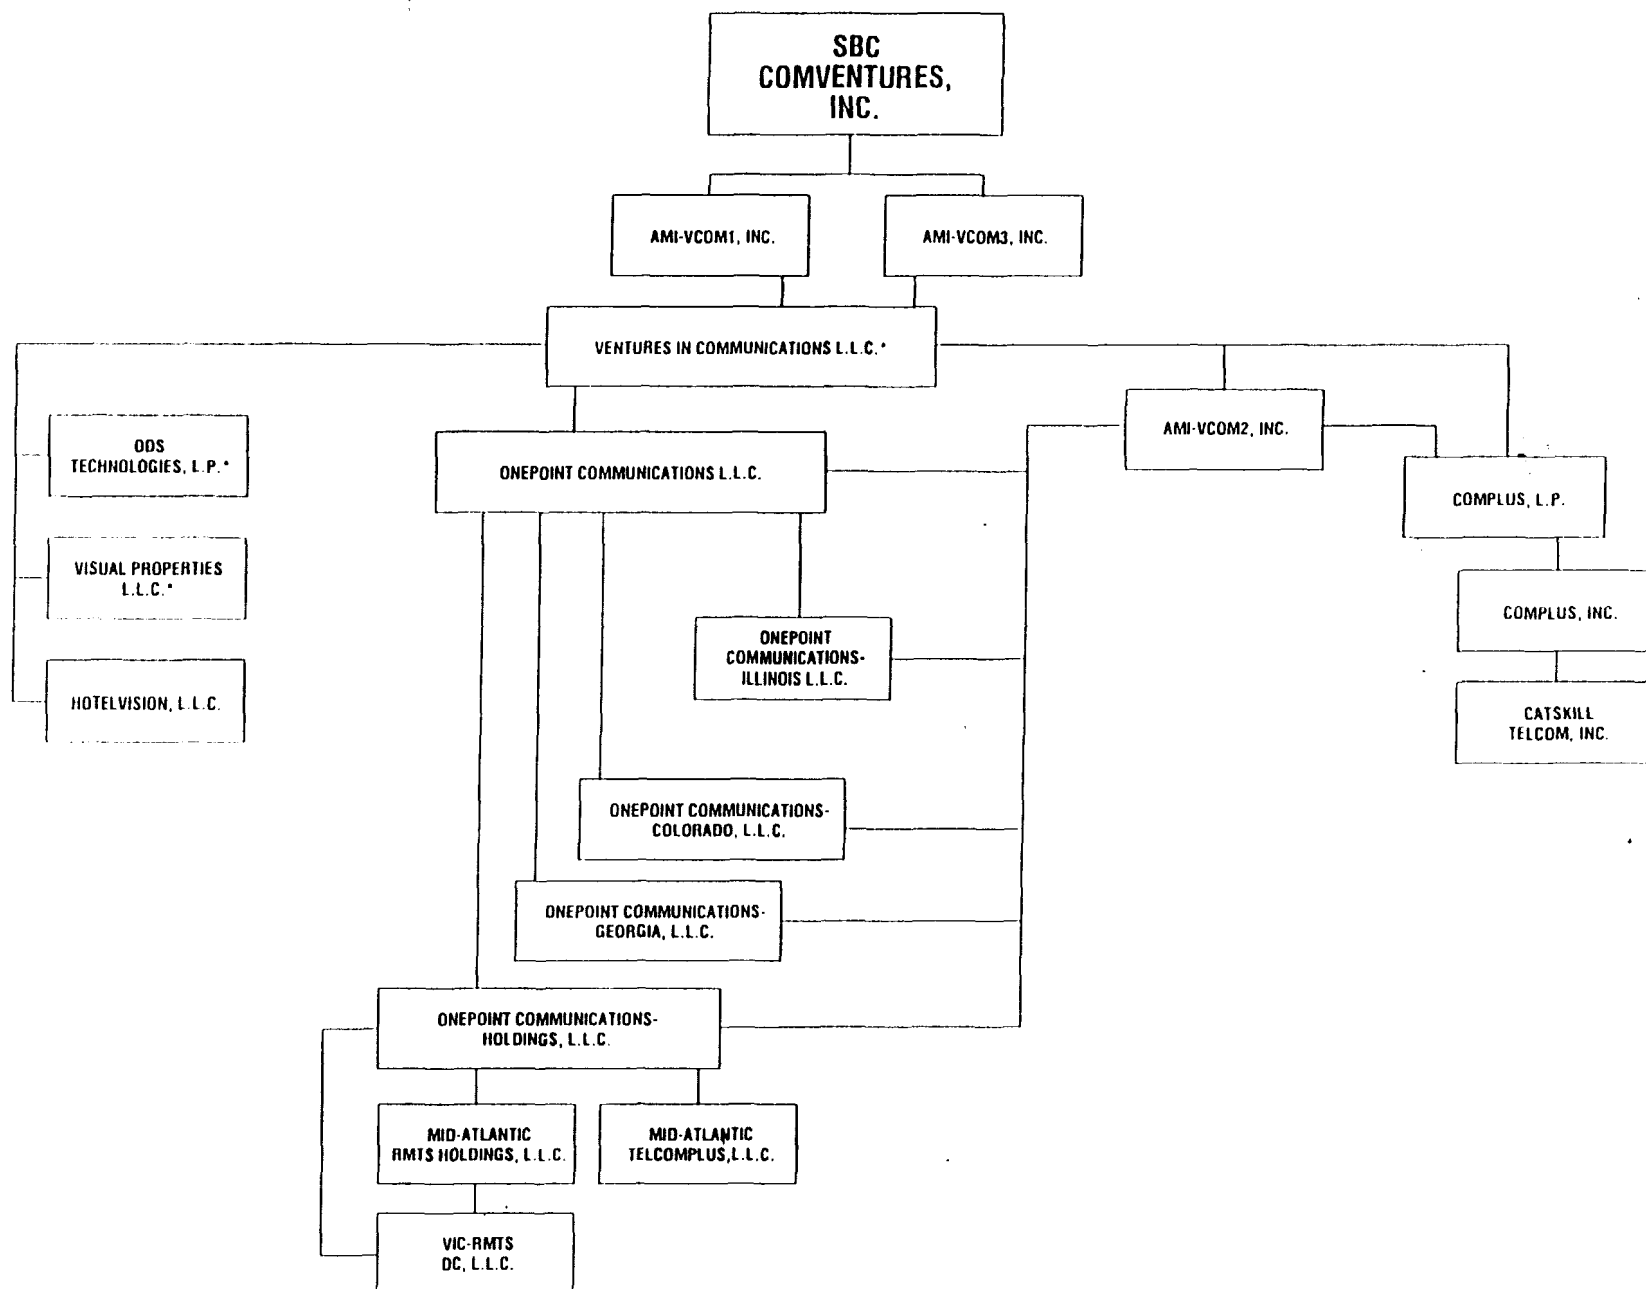 SBC
COMVENTURES,
INC.
AMI-VCOM1, INC.
AMI-VCOM3, INC.
VENTURES IN COMMUNICATIONS L.L.C.*
AMI-VCOM2, INC.
ODS
TECHNOLOGIES, L.P.*
ONEPOINT COMMUNICATIONS L.L.C.
COMPLUS, L.P.
VISUAL PROPERTIES
L.L.C.*
COMPLUS, INC.
ONEPOINT
COMMUNICATIONS-
ILLINOIS L.L.C.
HOTELVISION, L.L.C.
CATSKILL
TELCOM, INC.
ONEPOINT COMMUNICATIONS-
COLORADO, L.L.C.
ONEPOINT COMMUNICATIONS-
GEORGIA, L.L.C.
ONEPOINT COMMUNICATIONS-
HOLDINGS, L.L.C.
MID-ATLANTIC
RMTS HOLDINGS, L.L.C.
MID-ATLANTIC
TELCOMPLUS, L.L.C.
VIC-RMTS
DC, L.L.C.